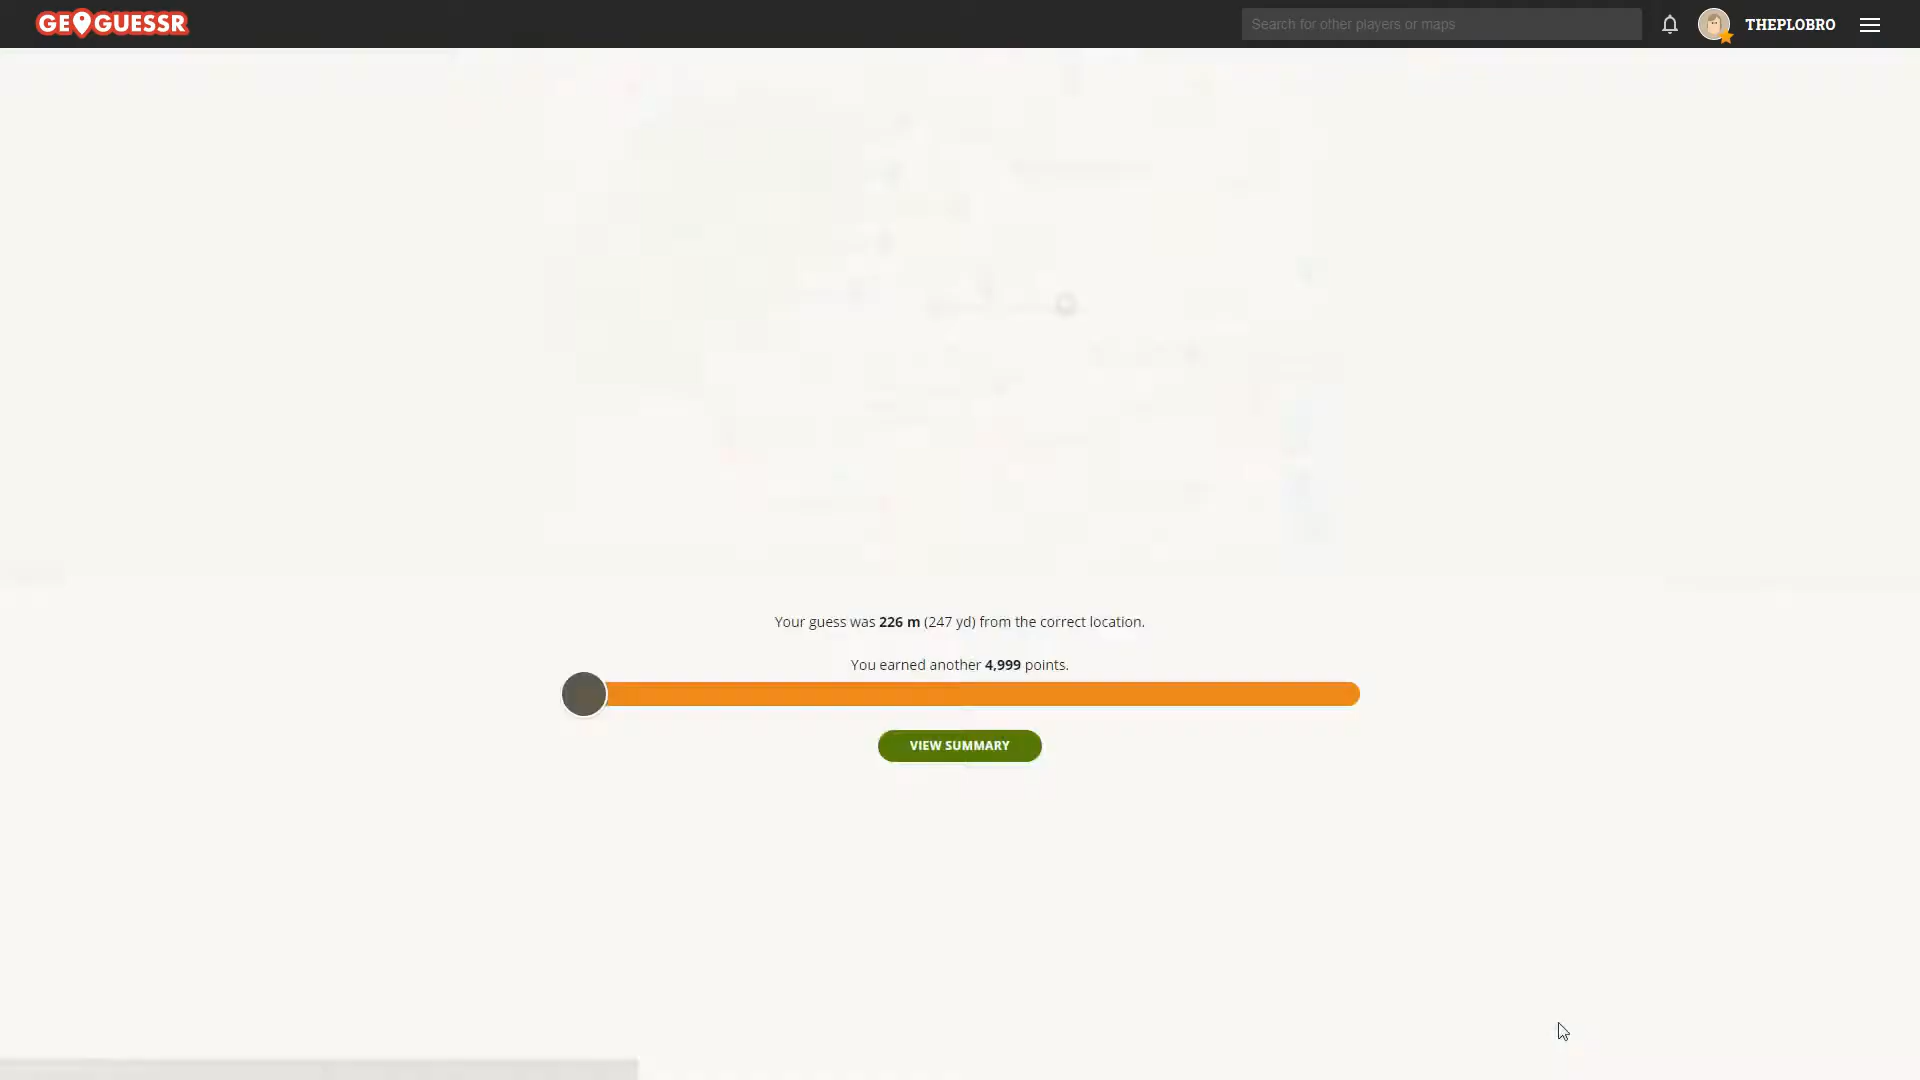 GEOGUESSR
Search for other players or maps
THEPLOBRO
Your guess was 226 m (247 yd) from the correct location.
You earned another 4,999 points.
VIEW SUMMARY